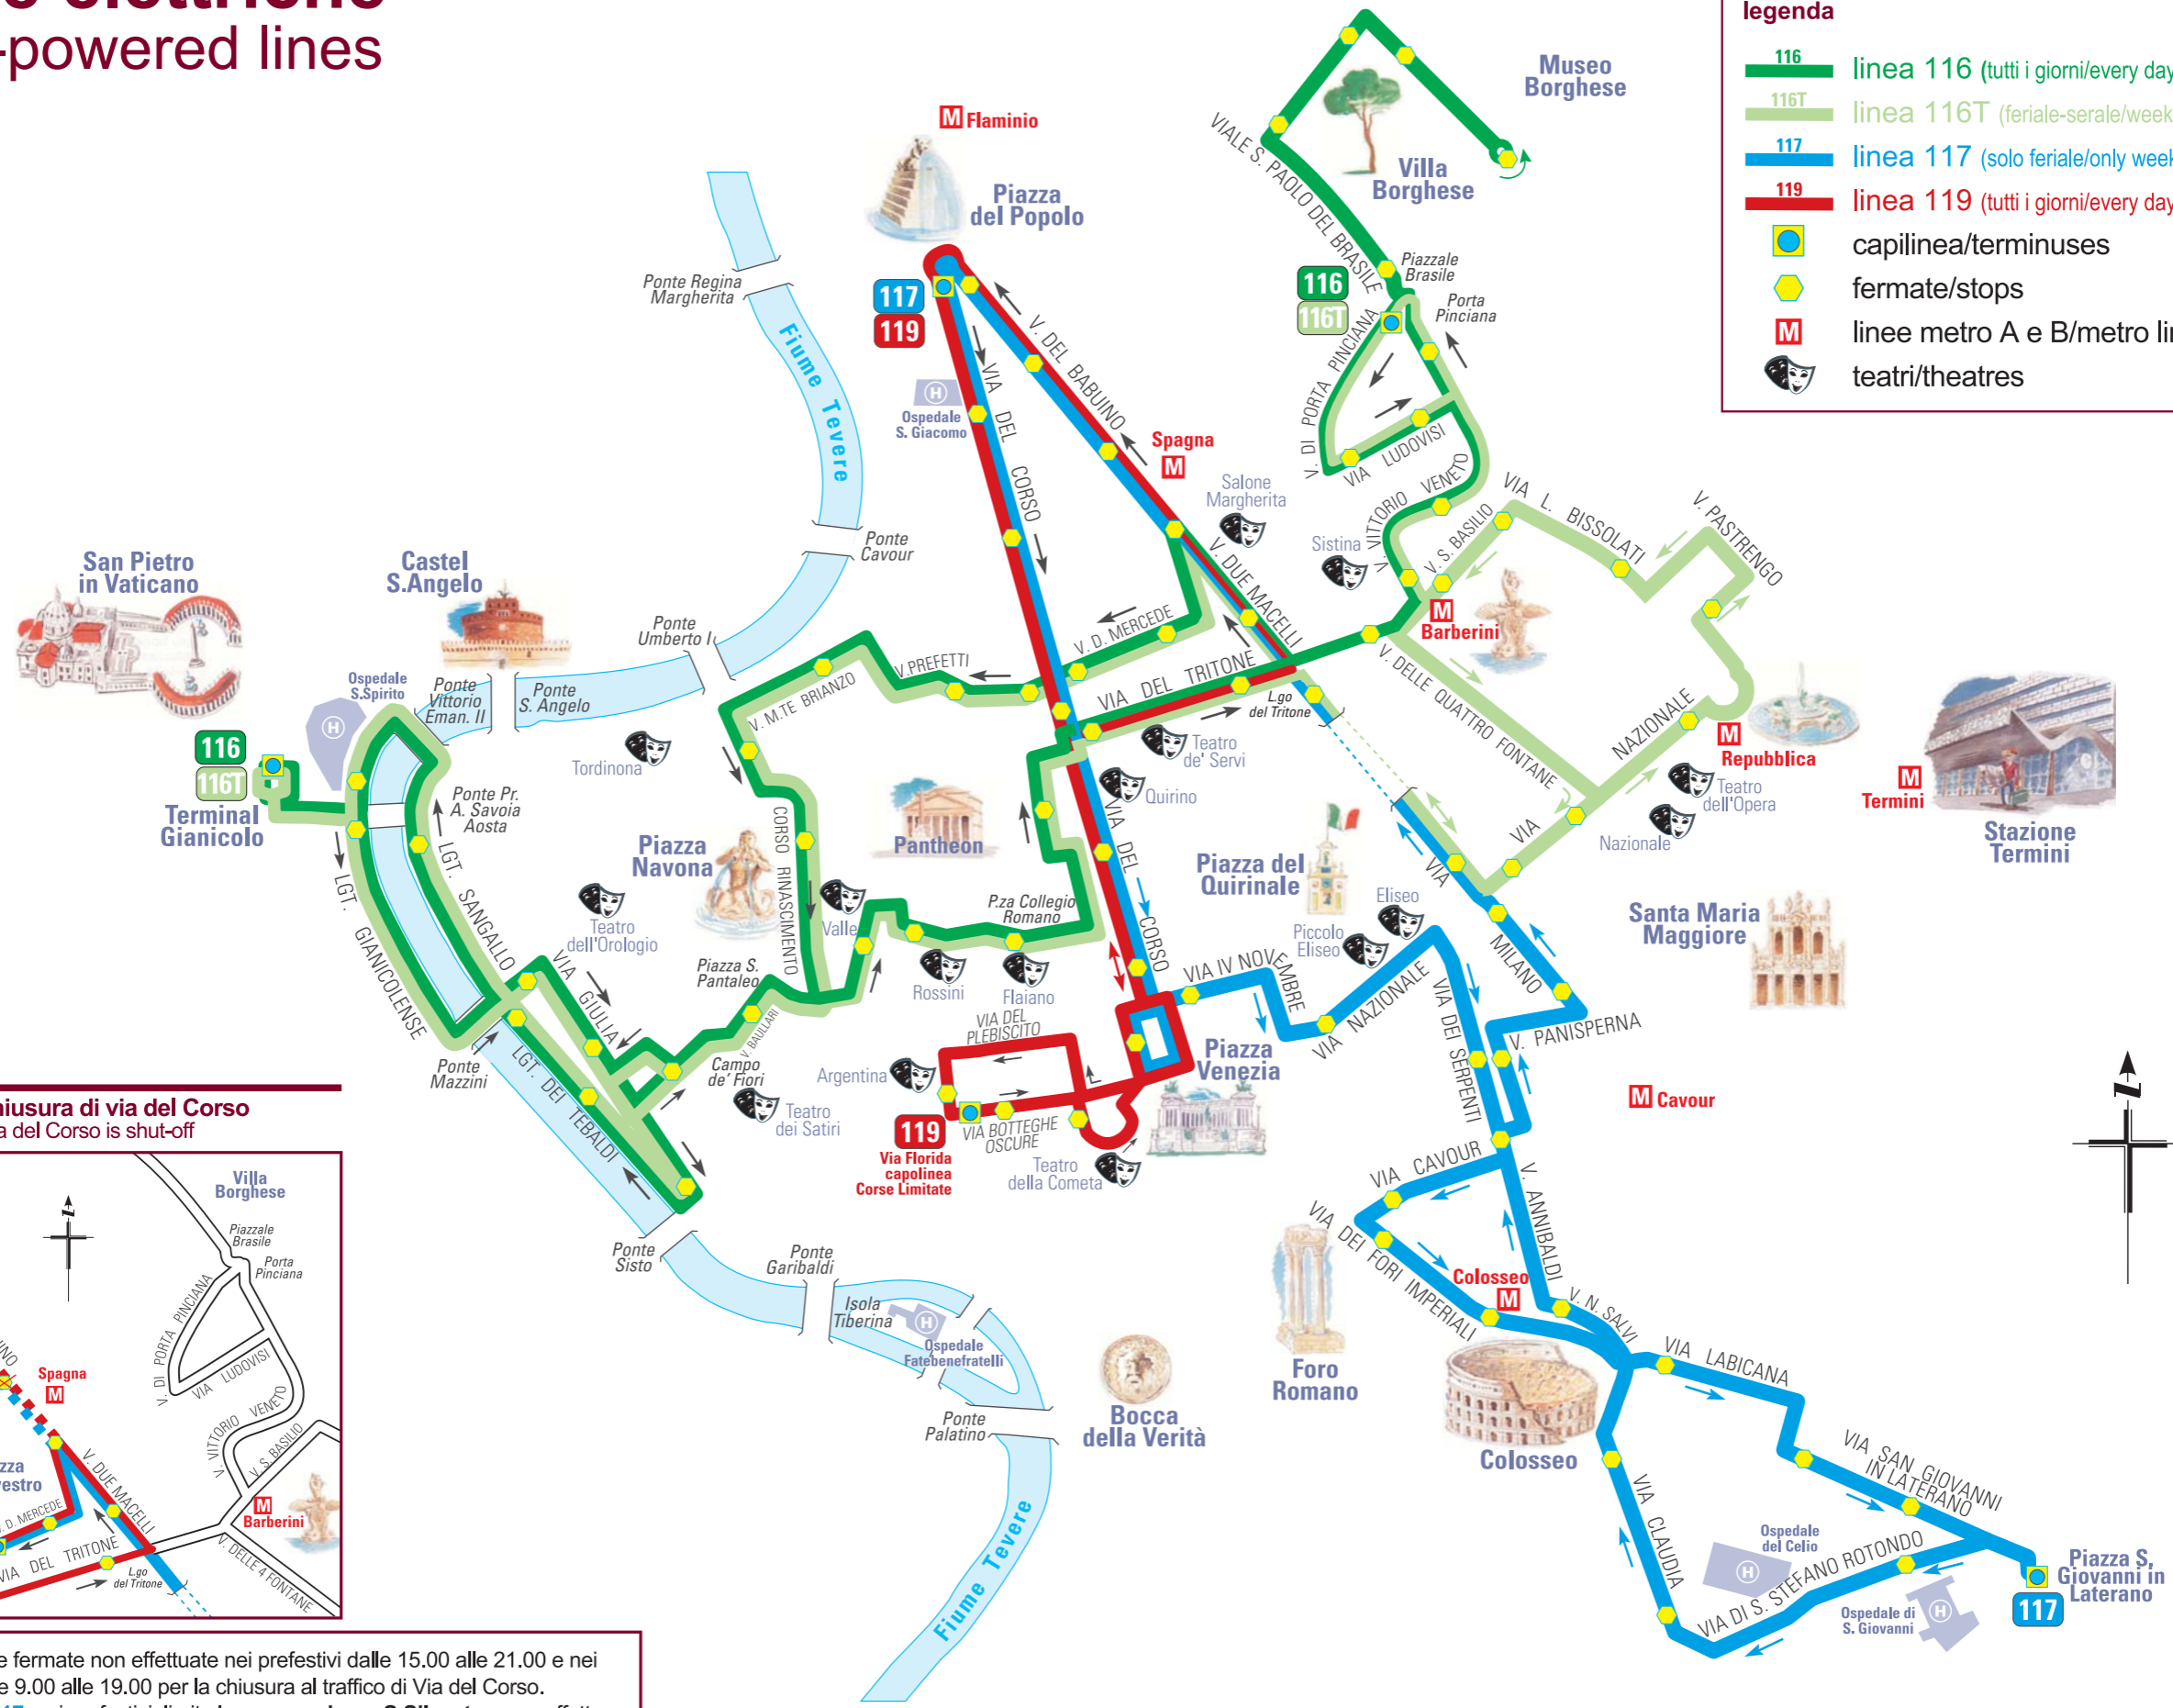 -powered lines
legenda
116 linea 116 (tutti i giorni/every day
116T linea 116T (feriale-serale/week
117 linea 117 (solo feriale/only week
119 linea 119 (tutti i giorni/every day
capilinea/terminuses
fermate/stops
M linee metro A e B/metro
teatri/theatres
Museo
Borghese
Villa
Borghese
VIALE S. PAOLO DEL BRASILE
Piazzale
Brasile
Porta
Pinciana
116
116T
V. DI PORTA PINCIANA
VIA LUDOVISI
V. VITTORIO VENETO
M Flaminio
Piazza
del Popolo
117
119
Ponte Regina
Margherita
Fiume Tevere
H
Ospedale
S. Giacomo
VIA DEL CORSO
V. DEL BABUINO
Spagna
M
Salone
Margherita
Sistina
V. S. BASILIO
VIA L. BISSOLATI
V. PASTRENGO
V. DUE MACELLI
M
Barberini
Ponte
Cavour
Ponte
Umberto I
San Pietro
in Vaticano
Castel
S.Angelo
Ospedale
S.Spirito
H
Ponte
Vittorio
Eman. II
Ponte
S. Angelo
V. D. MERCEDE
V.PREFETTI
V. M.TE BRIANZO
VIA DEL TRITONE
L.go
del Tritone
V. DELLE QUATTRO FONTANE
VIA NAZIONALE
M
Repubblica
M
Termini
Stazione
Termini
116
116T
Terminal
Gianicolo
Tordinona
Ponte Pr.
A. Savoia
Aosta
Teatro
de' Servi
Quirino
Teatro
dell'Opera
Nazionale
Piazza
Navona
Pantheon
CORSO RINASCIMENTO
Piazza del
Quirinale
Eliseo
Piccolo
Eliseo
Santa Maria
Maggiore
VIA MILANO
LGT. GIANICOLENSE
LGT. SANGALLO
Teatro
dell'Orologio
Valle
P.za Collegio
Romano
VIA DEL CORSO
Piazza S.
Pantaleo
Rossini
Flaiano
VIA GIULIA
V. BAULLARI
VIA IV NOVEMBRE
VIA NAZIONALE
VIA DEI SERPENTI
V. PANISPERNA
VIA DEL
PLEBISCITO
Piazza
Venezia
Ponte
Mazzini
LGT. DEI TEBALDI
Campo
de' Fiori
Argentina
Teatro
dei Satiri
119
Via Florida
capolinea
Corse Limitate
VIA BOTTEGHE
OSCURE
Teatro
della Cometa
M Cavour
VIA CAVOUR
V. ANNIBALDI
VIA DEI FORI IMPERIALI
Colosseo
M
V. N. SALVI
VIA LABICANA
Foro
Romano
Colosseo
Ponte
Sisto
Ponte
Garibaldi
Isola
Tiberina
H
Ospedale
Fatebenefratelli
Ponte
Palatino
Bocca
della Verità
Fiume Tevere
VIA SAN GIOVANNI
IN LATERANO
VIA CLAUDIA
Ospedale
del Celio
H
VIA DI S. STEFANO ROTONDO
Ospedale di
S. Giovanni
H
Piazza S.
Giovanni in
Laterano
117
chiusura di via del Corso
del Corso is shut-off
Villa
Borghese
Piazzale
Brasile
Porta
Pinciana
V. DI PORTA PINCIANA
VIA LUDOVISI
V. VITTORIO VENETO
V. S. BASILIO
Spagna
M
V. DUE MACELLI
D. MERCEDE
VIA DEL TRITONE
L.go
del Tritone
M
Barberini
V. DELLE 4 FONTANE
fermate non effettuate nei prefestivi dalle 15.00 alle 21.00 e nei
9.00 alle 19.00 per la chiusura al traffico di Via del Corso.